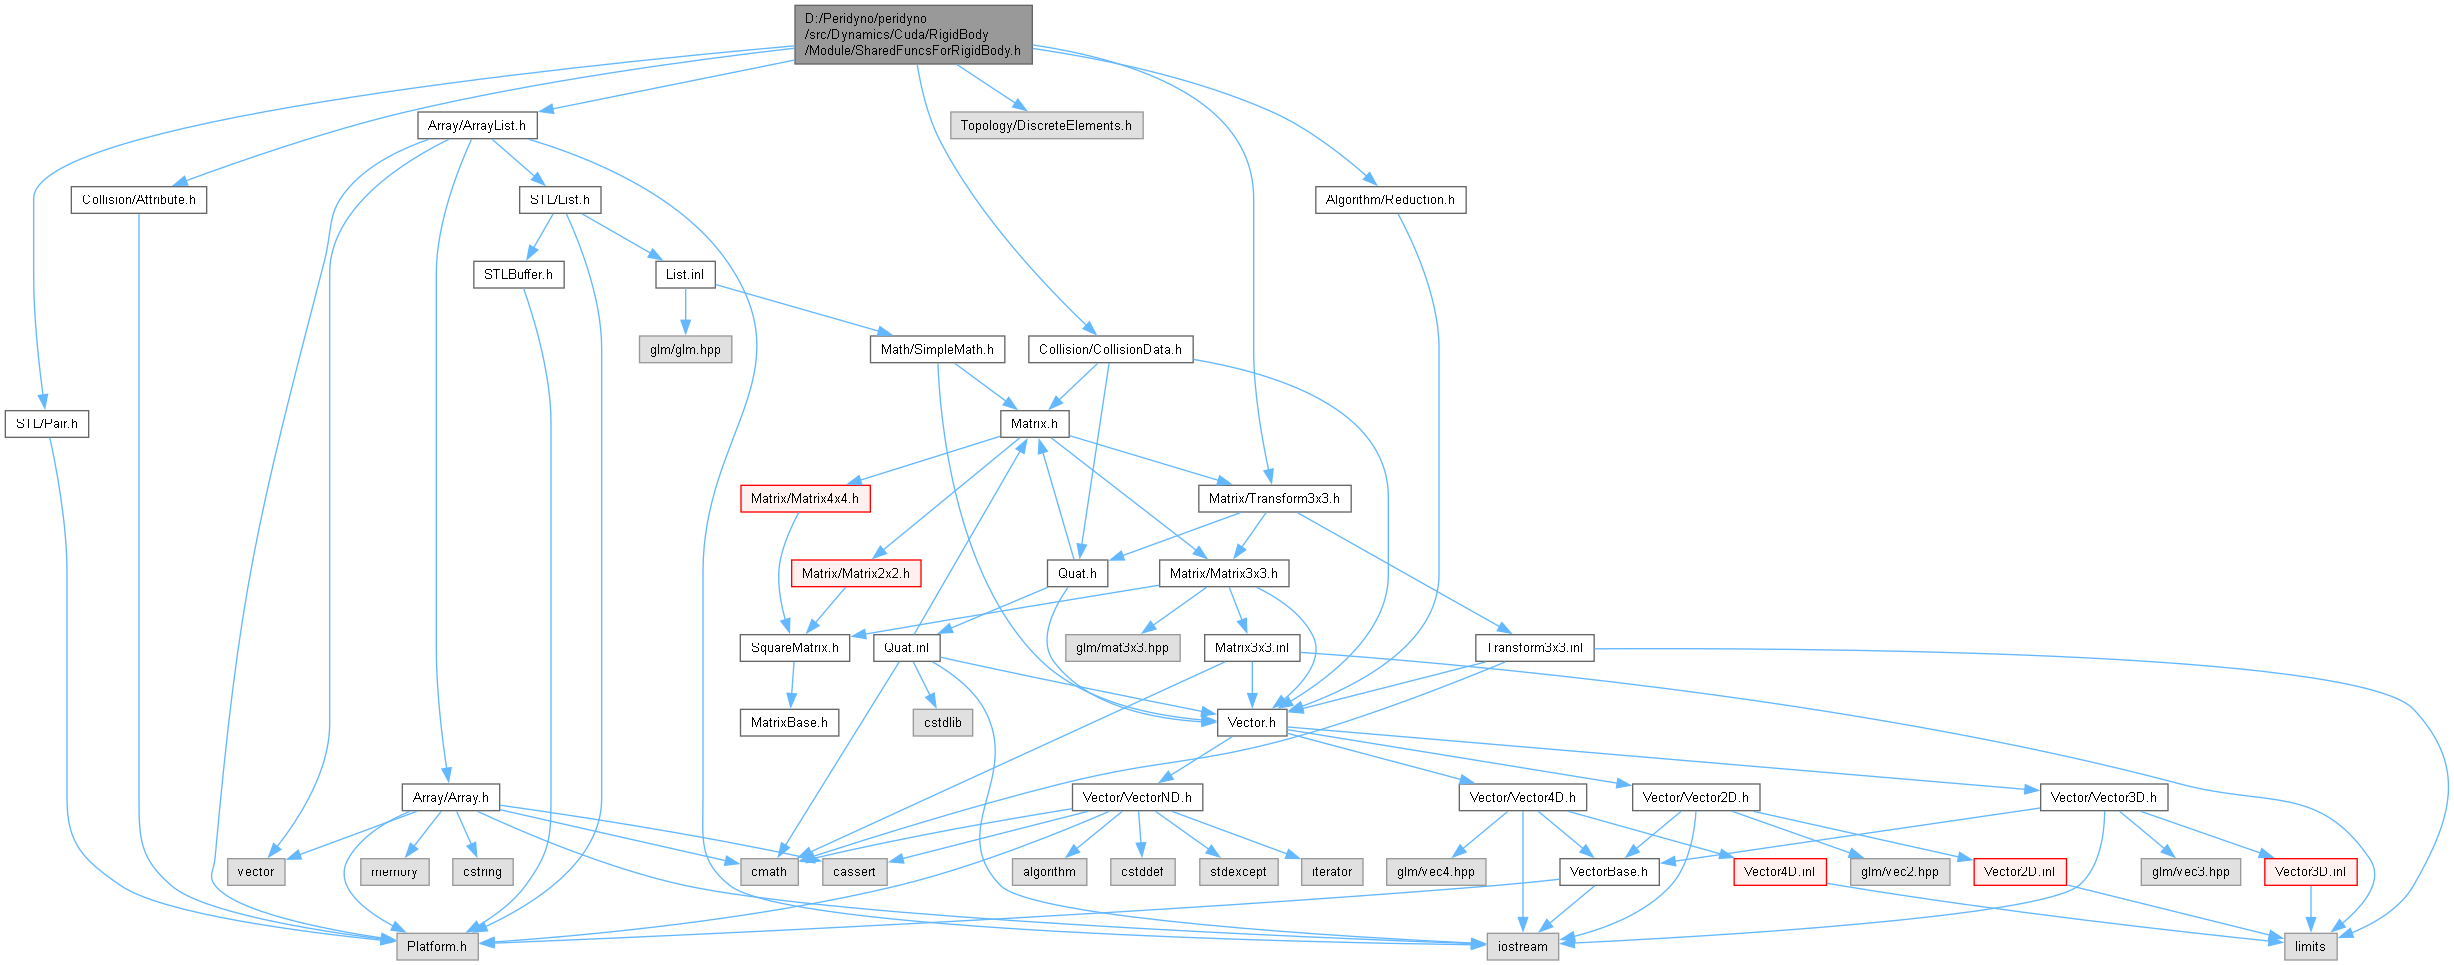 D:/Peridyno/peridyno
/src/Dynamics/Cuda/RigidBody
/Module/SharedFuncsForRigidBody.h
Array/ArrayList.h
Topology/DiscreteElements.h
Collision/Attribute.h
STL/List.h
Algorithm/Reduction.h
STLBuffer.h
List.inl
glm/glm.hpp
Math/SimpleMath.h
Collision/CollisionData.h
STL/Pair.h
Matrix.h
Matrix/Matrix4x4.h
Matrix/Transform3x3.h
Matrix/Matrix2x2.h
Quat.h
Matrix/Matrix3x3.h
SquareMatrix.h
Quat.inl
glm/mat3x3.hpp
Matrix3x3.inl
Transform3x3.inl
MatrixBase.h
cstdlib
Vector.h
Array/Array.h
Vector/VectorND.h
Vector/Vector4D.h
Vector/Vector2D.h
Vector/Vector3D.h
vector
memory
cstring
cmath
cassert
algorithm
cstddef
stdexcept
iterator
glm/vec4.hpp
VectorBase.h
Vector4D.inl
glm/vec2.hpp
Vector2D.inl
glm/vec3.hpp
Vector3D.inl
Platform.h
iostream
limits